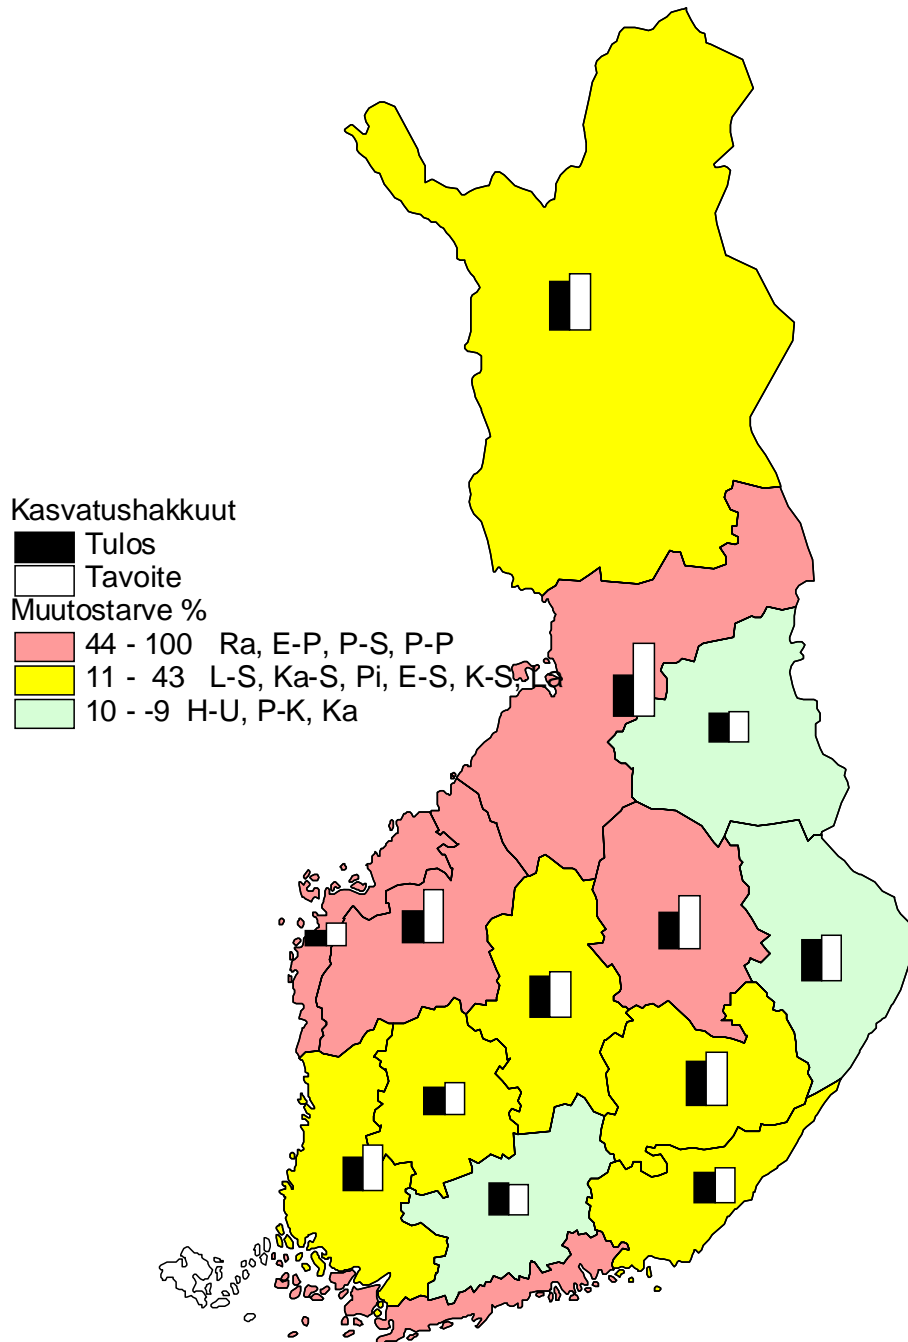 Kasvatushakkuut
Tulos
Tavoite
Muutostarve %
44 - 100 Ra, E-P, P-S, P-P
11 - 43 L-S, Ka-S, Pi, E-S, K-S, La
10 - -9 H-U, P-K, Ka